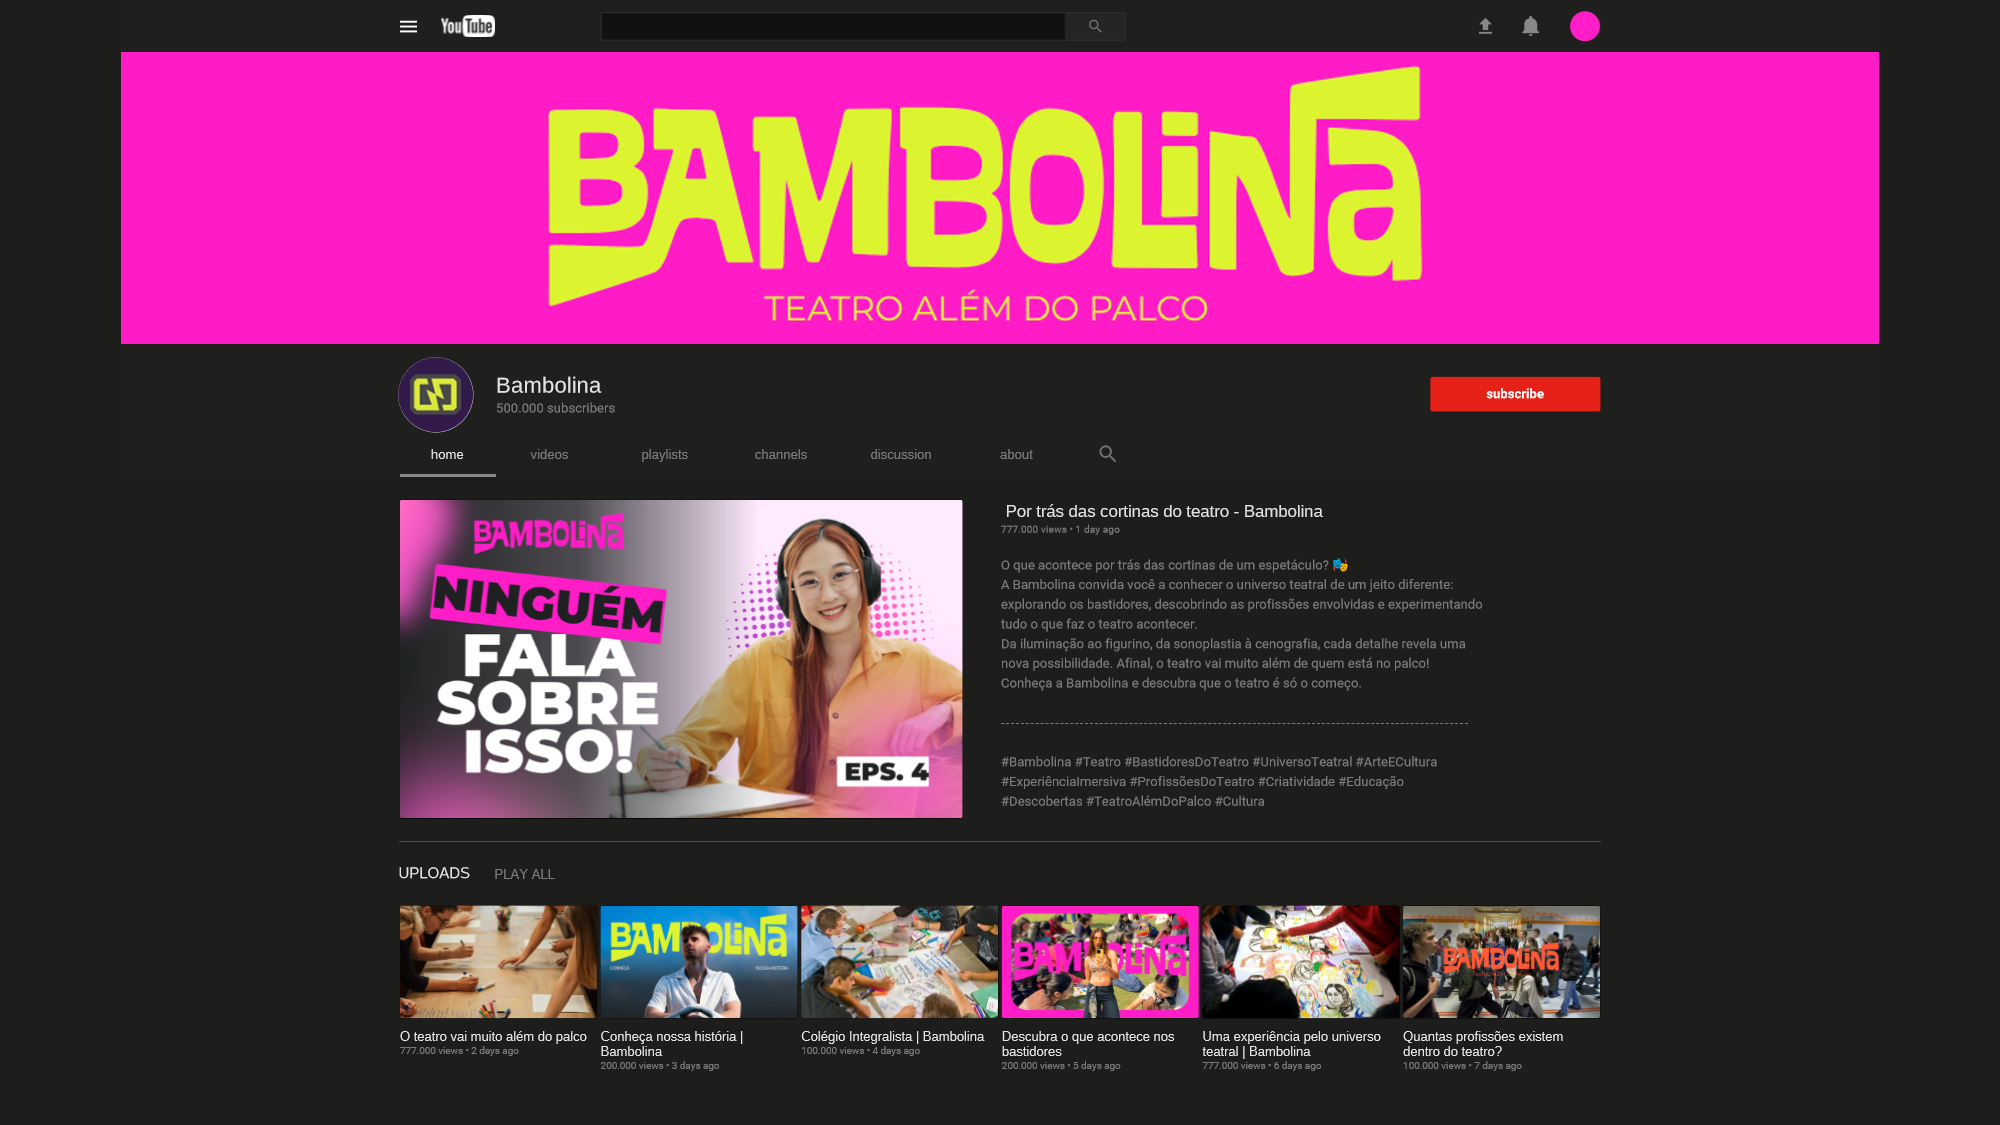 YouTube
BAMBOLINA
TEATRO ALÉM DO PALCO
Bambolina
500.000 subscribers
subscribe
home
videos
playlists
channels
discussion
about
BAMBOLINA
NINGUÉM
FALA
SOBRE
ISSO!
EPS. 4
Por trás das cortinas do teatro - Bambolina
777.000 views • 1 day ago
O que acontece por trás das cortinas de um espetáculo? 🎭
A Bambolina convida você a conhecer o universo teatral de um jeito diferente:
explorando os bastidores, descobrindo as profissões envolvidas e experimentando
tudo o que faz o teatro acontecer.
Da iluminação ao figurino, da sonoplastia à cenografia, cada detalhe revela uma
nova possibilidade. Afinal, o teatro vai muito além de quem está no palco!
Conheça a Bambolina e descubra que o teatro é só o começo.
#Bambolina #Teatro #BastidoresDoTeatro #UniversoTeatral #ArteECultura
#ExperiênciaImersiva #ProfissõesDoTeatro #Criatividade #Educação
#Descobertas #TeatroAlémDoPalco #Cultura
UPLOADS
PLAY ALL
BAMBOLINA
CONHEÇA
NOSSA HISTÓRIA
BAMBOLINA
BAMBOLINA
O teatro vai muito além do palco
777.000 views • 2 days ago
Conheça nossa história |
Bambolina
200.000 views • 3 days ago
Colégio Integralista | Bambolina
100.000 views • 4 days ago
Descubra o que acontece nos
bastidores
200.000 views • 5 days ago
Uma experiência pelo universo
teatral | Bambolina
777.000 views • 6 days ago
Quantas profissões existem
dentro do teatro?
100.000 views • 7 days ago